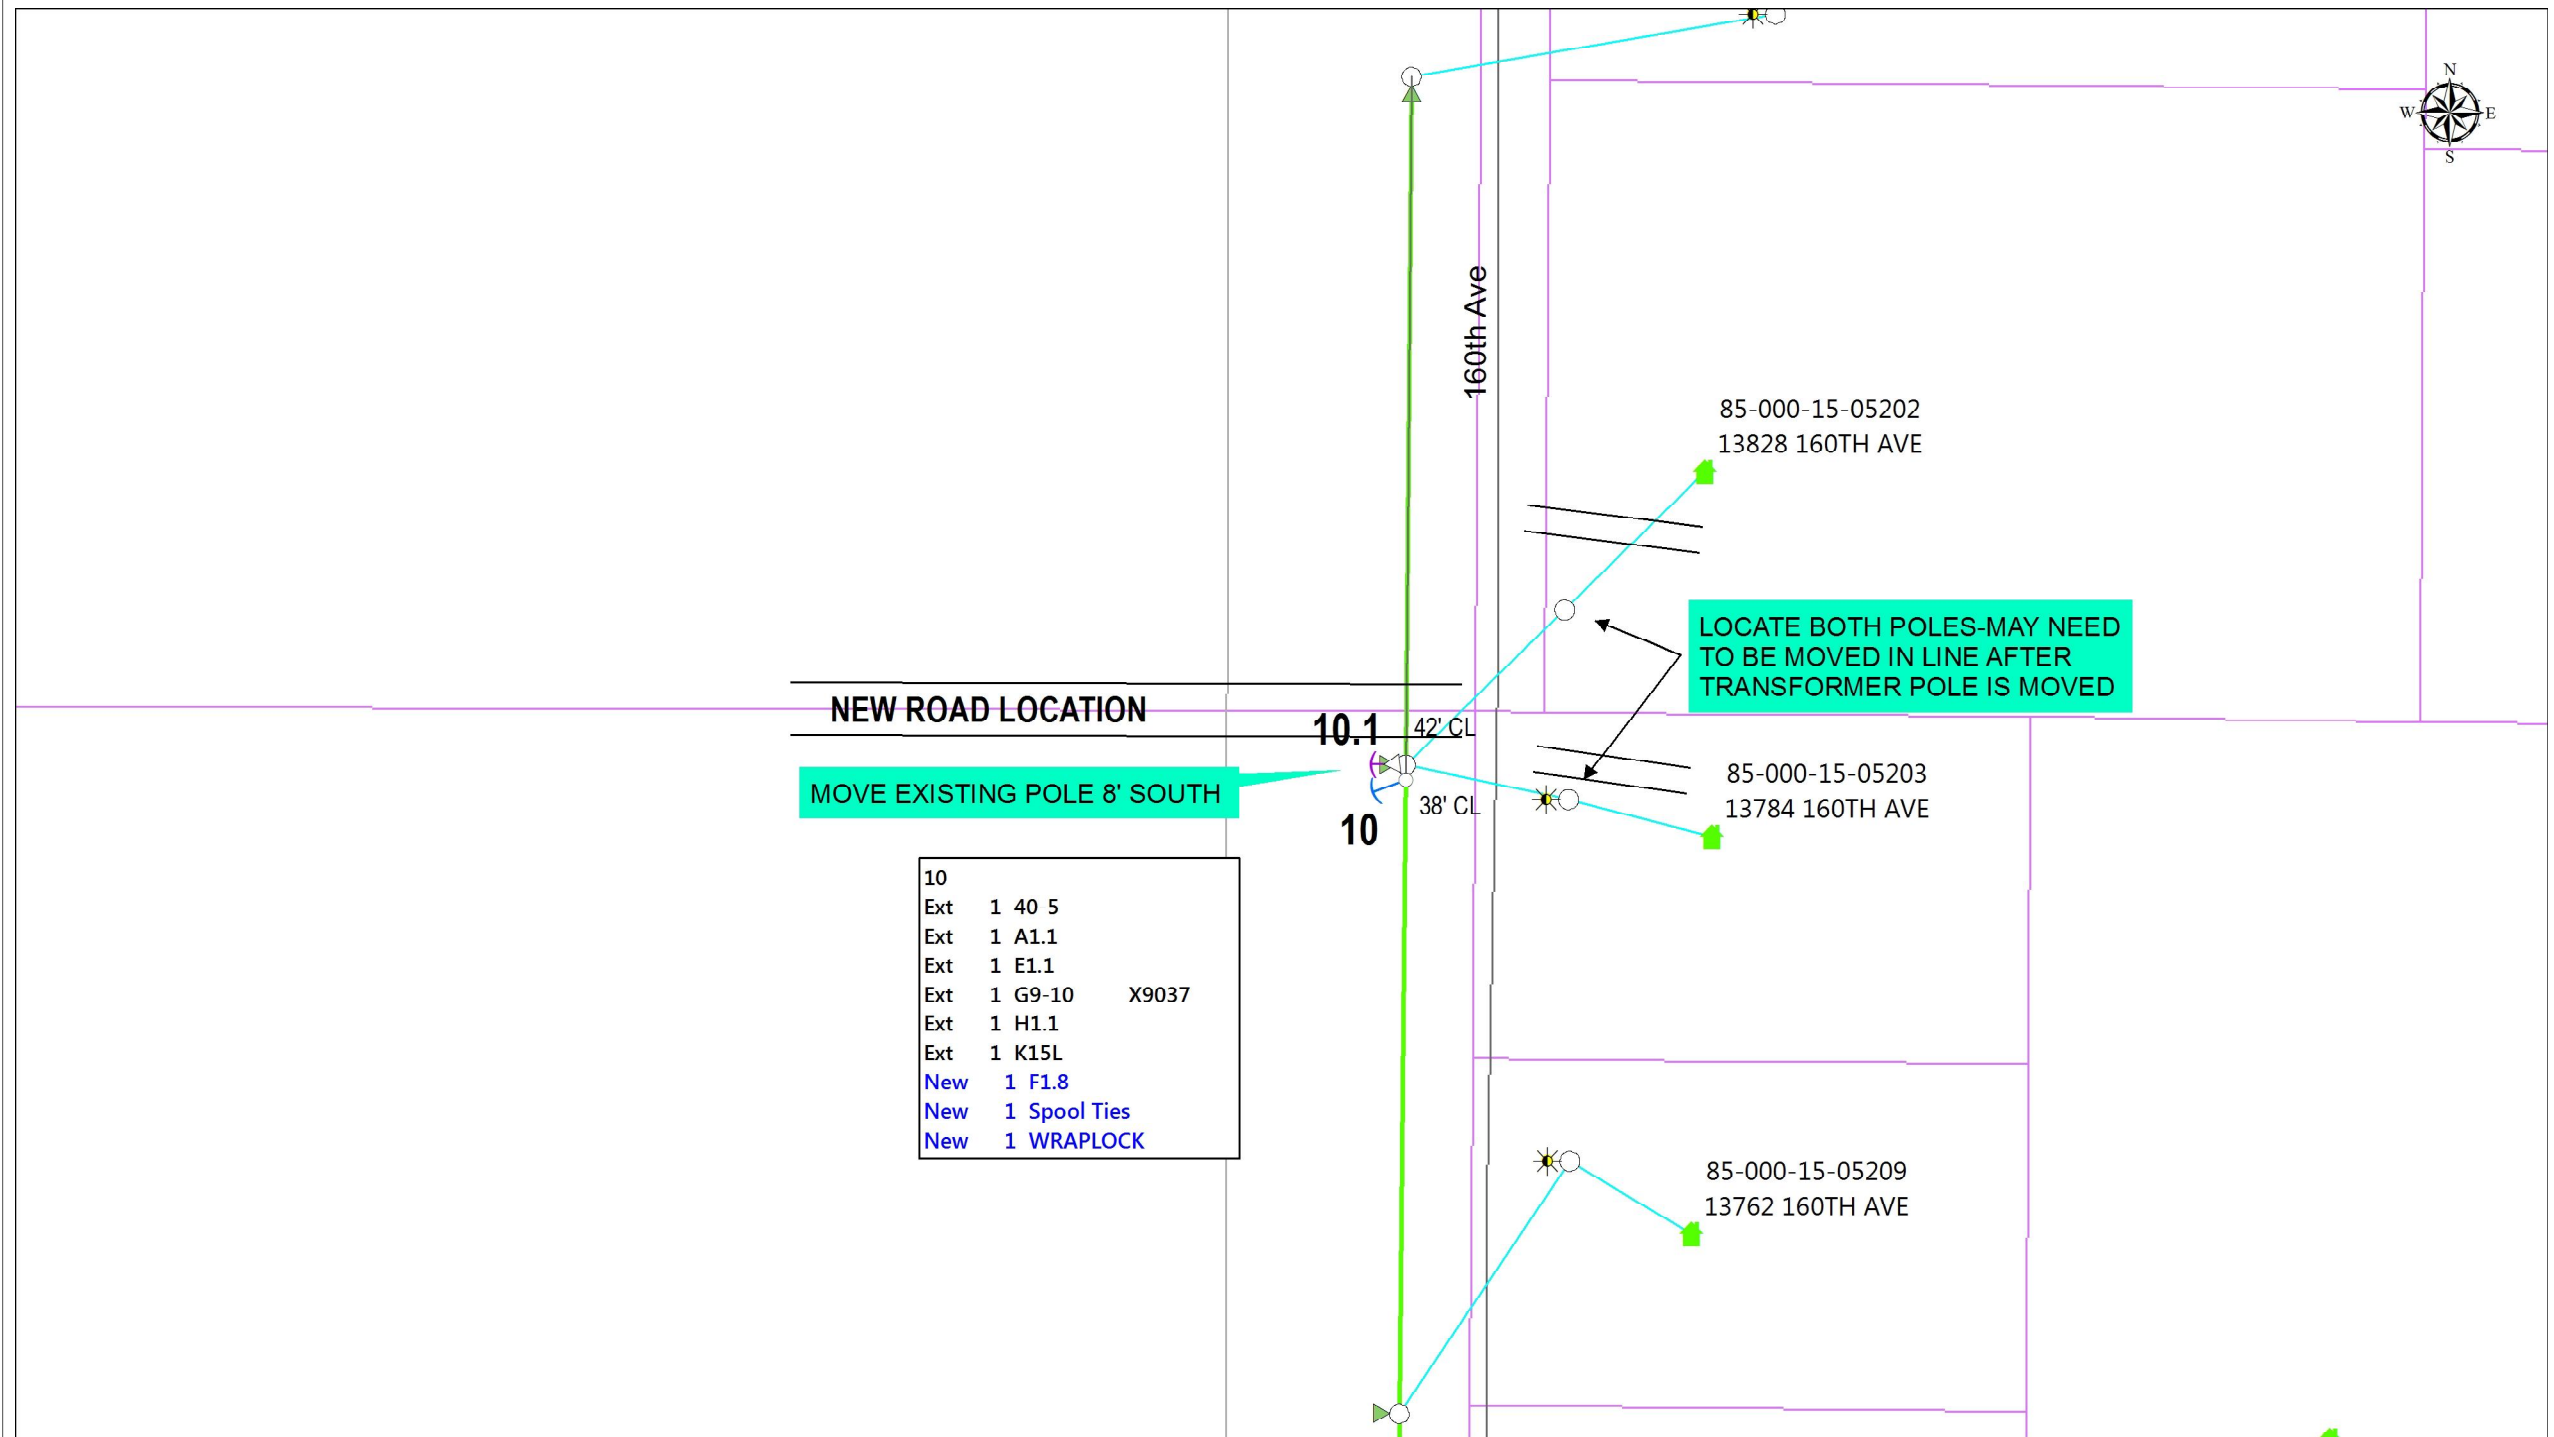 N
W E
S
160th Ave
85-000-15-05202
13828 160TH AVE
LOCATE BOTH POLES-MAY NEED
TO BE MOVED IN LINE AFTER
TRANSFORMER POLE IS MOVED
NEW ROAD LOCATION
10.1
42' CL
MOVE EXISTING POLE 8' SOUTH
38' CL
10
85-000-15-05203
13784 160TH AVE
10
Ext 1 40 5
Ext 1 A1.1
Ext 1 E1.1
Ext 1 G9-10 X9037
Ext 1 H1.1
Ext 1 K15L
New 1 F1.8
New 1 Spool Ties
New 1 WRAPLOCK
85-000-15-05209
13762 160TH AVE